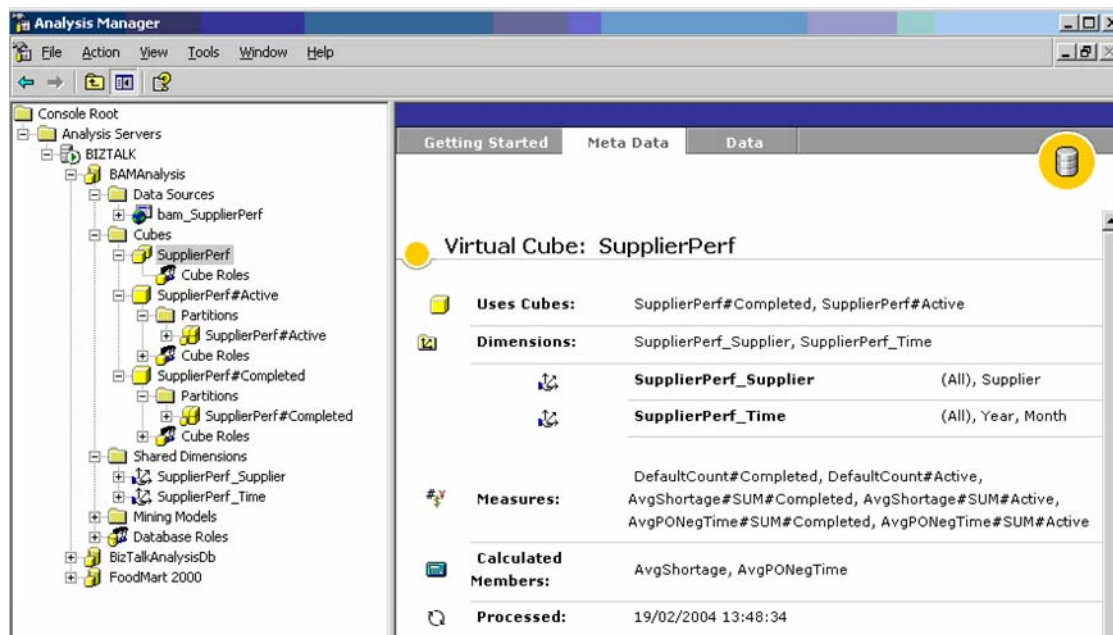 Analysis Manager
File Action View Tools Window Help
Console Root
Analysis Servers
BIZTALK
BAMAnalysis
Data Sources
bam_SupplierPerf
Cubes
SupplierPerf
Cube Roles
SupplierPerf#Active
Partitions
SupplierPerf#Active
Cube Roles
SupplierPerf#Completed
Partitions
SupplierPerf#Completed
Cube Roles
Shared Dimensions
SupplierPerf_Supplier
SupplierPerf_Time
Mining Models
Database Roles
BizTalkAnalysisDb
FoodMart 2000
Getting Started Meta Data Data
Virtual Cube: SupplierPerf
Uses Cubes: SupplierPerf#Completed, SupplierPerf#Active
Dimensions: SupplierPerf_Supplier, SupplierPerf_Time
SupplierPerf_Supplier (All), Supplier
SupplierPerf_Time (All), Year, Month
Measures: DefaultCount#Completed, DefaultCount#Active,
AvgShortage#SUM#Completed, AvgShortage#SUM#Active,
AvgPONegTime#SUM#Completed, AvgPONegTime#SUM#Active
Calculated
Members: AvgShortage, AvgPONegTime
Processed: 19/02/2004 13:48:34